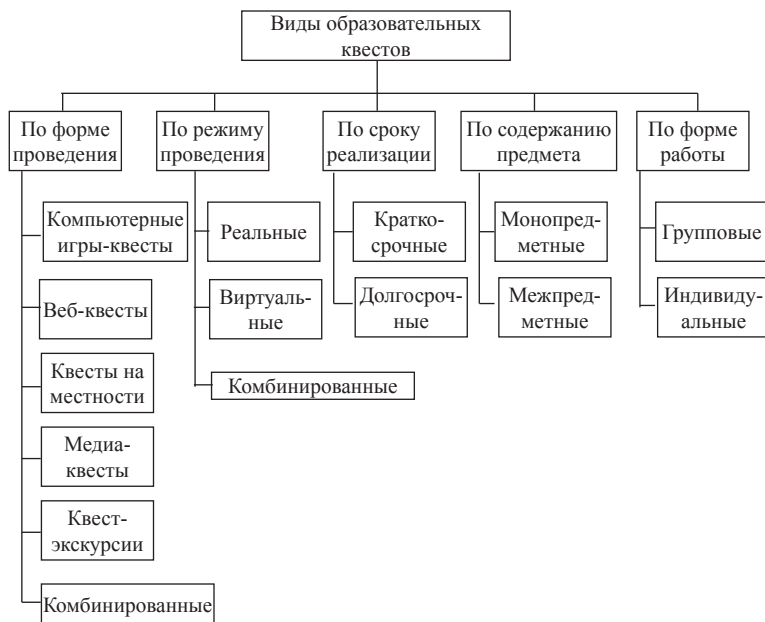 Виды образовательных
квестов
По форме
проведения
По режиму
проведения
По сроку
реализации
По содержанию
предмета
По форме
работы
Компьютерные
игры-квесты
Веб-квесты
Квесты на
местности
Медиа-
квесты
Квест-
экскурсии
Комбинированные
Реальные
Виртуаль-
ные
Комбинированные
Кратко-
срочные
Долгосроч-
ные
Монопред-
метные
Межпред-
метные
Групповые
Индивиду-
альные